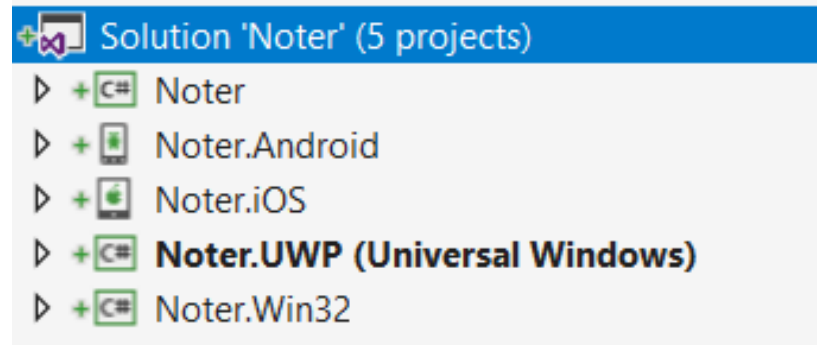 Solution 'Noter' (5 projects)
C# Noter
Noter.Android
Noter.iOS
C# Noter.UWP (Universal Windows)
C# Noter.Win32